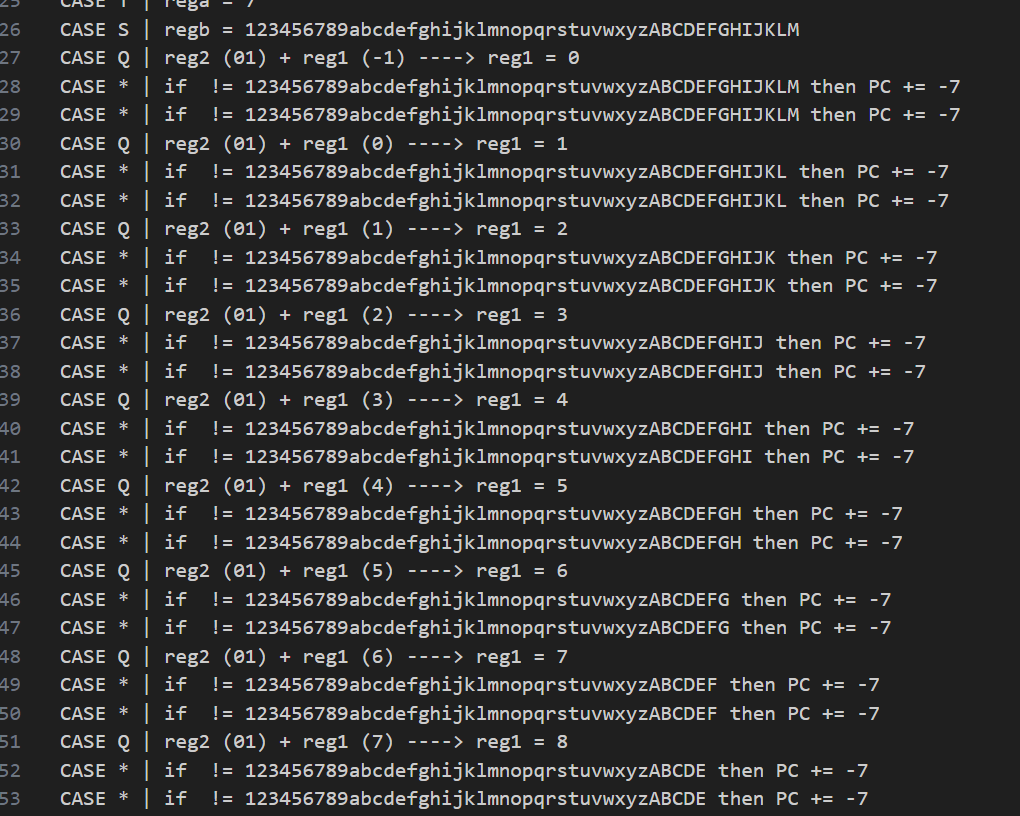 25 CASE T | rega = 7
26 CASE S | regb = 123456789abcdefghijklmnopqrstuvwxyzABCDEFGHIJKLM
27 CASE Q | reg2 (01) + reg1 (-1) ----> reg1 = 0
28 CASE * | if  != 123456789abcdefghijklmnopqrstuvwxyzABCDEFGHIJKLM then PC += -7
29 CASE * | if  != 123456789abcdefghijklmnopqrstuvwxyzABCDEFGHIJKLM then PC += -7
30 CASE Q | reg2 (01) + reg1 (0) ----> reg1 = 1
31 CASE * | if  != 123456789abcdefghijklmnopqrstuvwxyzABCDEFGHIJKL then PC += -7
32 CASE * | if  != 123456789abcdefghijklmnopqrstuvwxyzABCDEFGHIJKL then PC += -7
33 CASE Q | reg2 (01) + reg1 (1) ----> reg1 = 2
34 CASE * | if  != 123456789abcdefghijklmnopqrstuvwxyzABCDEFGHIJK then PC += -7
35 CASE * | if  != 123456789abcdefghijklmnopqrstuvwxyzABCDEFGHIJK then PC += -7
36 CASE Q | reg2 (01) + reg1 (2) ----> reg1 = 3
37 CASE * | if  != 123456789abcdefghijklmnopqrstuvwxyzABCDEFGHIJ then PC += -7
38 CASE * | if  != 123456789abcdefghijklmnopqrstuvwxyzABCDEFGHIJ then PC += -7
39 CASE Q | reg2 (01) + reg1 (3) ----> reg1 = 4
40 CASE * | if  != 123456789abcdefghijklmnopqrstuvwxyzABCDEFGHI then PC += -7
41 CASE * | if  != 123456789abcdefghijklmnopqrstuvwxyzABCDEFGHI then PC += -7
42 CASE Q | reg2 (01) + reg1 (4) ----> reg1 = 5
43 CASE * | if  != 123456789abcdefghijklmnopqrstuvwxyzABCDEFGH then PC += -7
44 CASE * | if  != 123456789abcdefghijklmnopqrstuvwxyzABCDEFGH then PC += -7
45 CASE Q | reg2 (01) + reg1 (5) ----> reg1 = 6
46 CASE * | if  != 123456789abcdefghijklmnopqrstuvwxyzABCDEFG then PC += -7
47 CASE * | if  != 123456789abcdefghijklmnopqrstuvwxyzABCDEFG then PC += -7
48 CASE Q | reg2 (01) + reg1 (6) ----> reg1 = 7
49 CASE * | if  != 123456789abcdefghijklmnopqrstuvwxyzABCDEF then PC += -7
50 CASE * | if  != 123456789abcdefghijklmnopqrstuvwxyzABCDEF then PC += -7
51 CASE Q | reg2 (01) + reg1 (7) ----> reg1 = 8
52 CASE * | if  != 123456789abcdefghijklmnopqrstuvwxyzABCDE then PC += -7
53 CASE * | if  != 123456789abcdefghijklmnopqrstuvwxyzABCDE then PC += -7